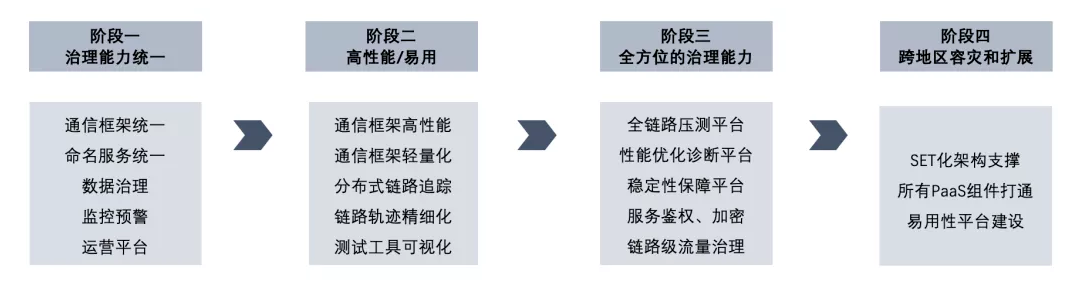 阶段一
治理能力统一
通信框架统一
命名服务统一
数据治理
监控预警
运营平台
阶段二
高性能/易用
通信框架高性能
通信框架轻量化
分布式链路追踪
链路轨迹精细化
测试工具可视化
阶段三
全方位的治理能力
全链路压测平台
性能优化诊断平台
稳定性保障平台
服务鉴权、加密
链路级流量治理
阶段四
跨地区容灾和扩展
SET化架构支撑
所有PaaS组件打通
易用性平台建设